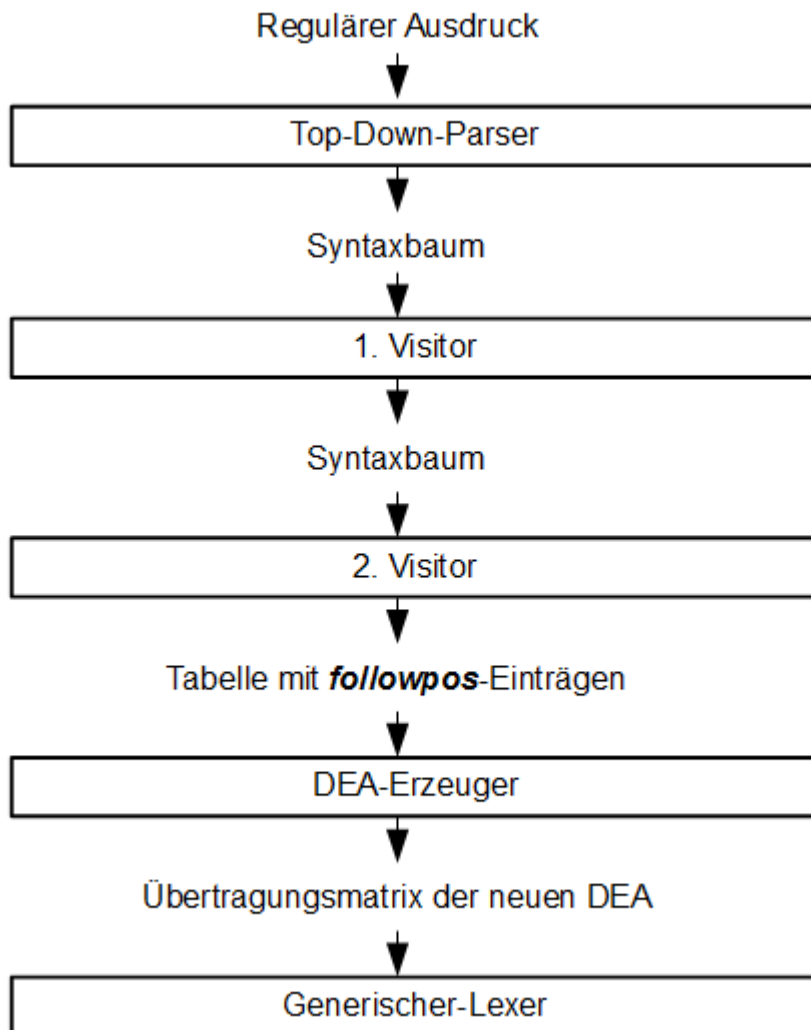 Regulärer Ausdruck
Top-Down-Parser
Syntaxbaum
1. Visitor
Syntaxbaum
2. Visitor
Tabelle mit followpos-Einträgen
DEA-Erzeuger
Übertragungsmatrix der neuen DEA
Generischer-Lexer